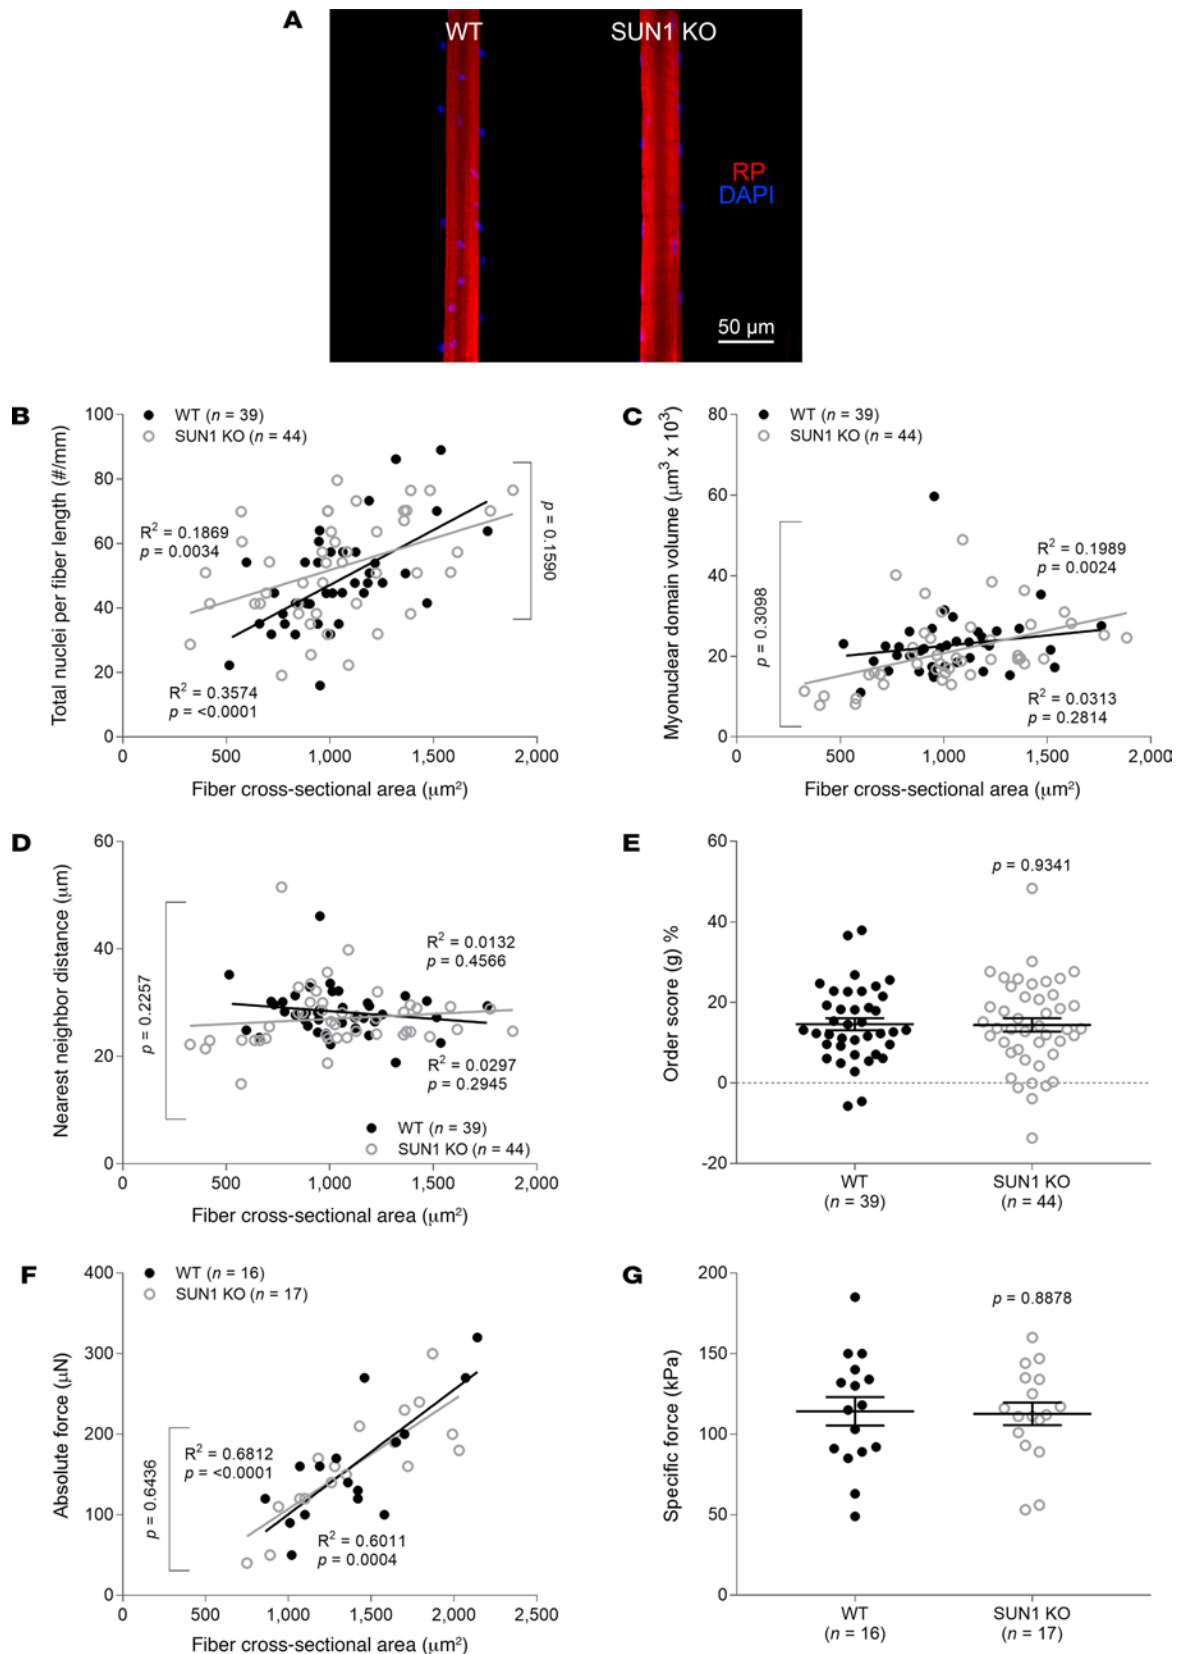 A
WT
SUN1 KO
RP
DAPI
50 μm
B
100
80
60
40
20
0
Total nuclei per fiber length (#/mm)
WT (n = 39)
SUN1 KO (n = 44)
R² = 0.1869
p = 0.0034
R² = 0.3574
p = <0.0001
p = 0.1590
0
500
1,000
1,500
2,000
Fiber cross-sectional area (μm²)
C
80
60
40
20
0
Myonuclear domain volume (μm³ x 10³)
WT (n = 39)
SUN1 KO (n = 44)
R² = 0.1989
p = 0.0024
p = 0.3098
R² = 0.0313
p = 0.2814
0
500
1,000
1,500
2,000
Fiber cross-sectional area (μm²)
D
60
40
20
0
Nearest neighbor distance (μm)
R² = 0.0132
p = 0.4566
p = 0.2257
R² = 0.0297
p = 0.2945
WT (n = 39)
SUN1 KO (n = 44)
0
500
1,000
1,500
2,000
Fiber cross-sectional area (μm²)
E
60
40
20
0
-20
Order score (g) %
p = 0.9341
WT
(n = 39)
SUN1 KO
(n = 44)
F
400
300
200
100
0
Absolute force (μN)
WT (n = 16)
SUN1 KO (n = 17)
R² = 0.6812
p = <0.0001
p = 0.6436
R² = 0.6011
p = 0.0004
0
500
1,000
1,500
2,000
2,500
Fiber cross-sectional area (μm²)
G
200
150
100
50
0
Specific force (kPa)
p = 0.8878
WT
(n = 16)
SUN1 KO
(n = 17)